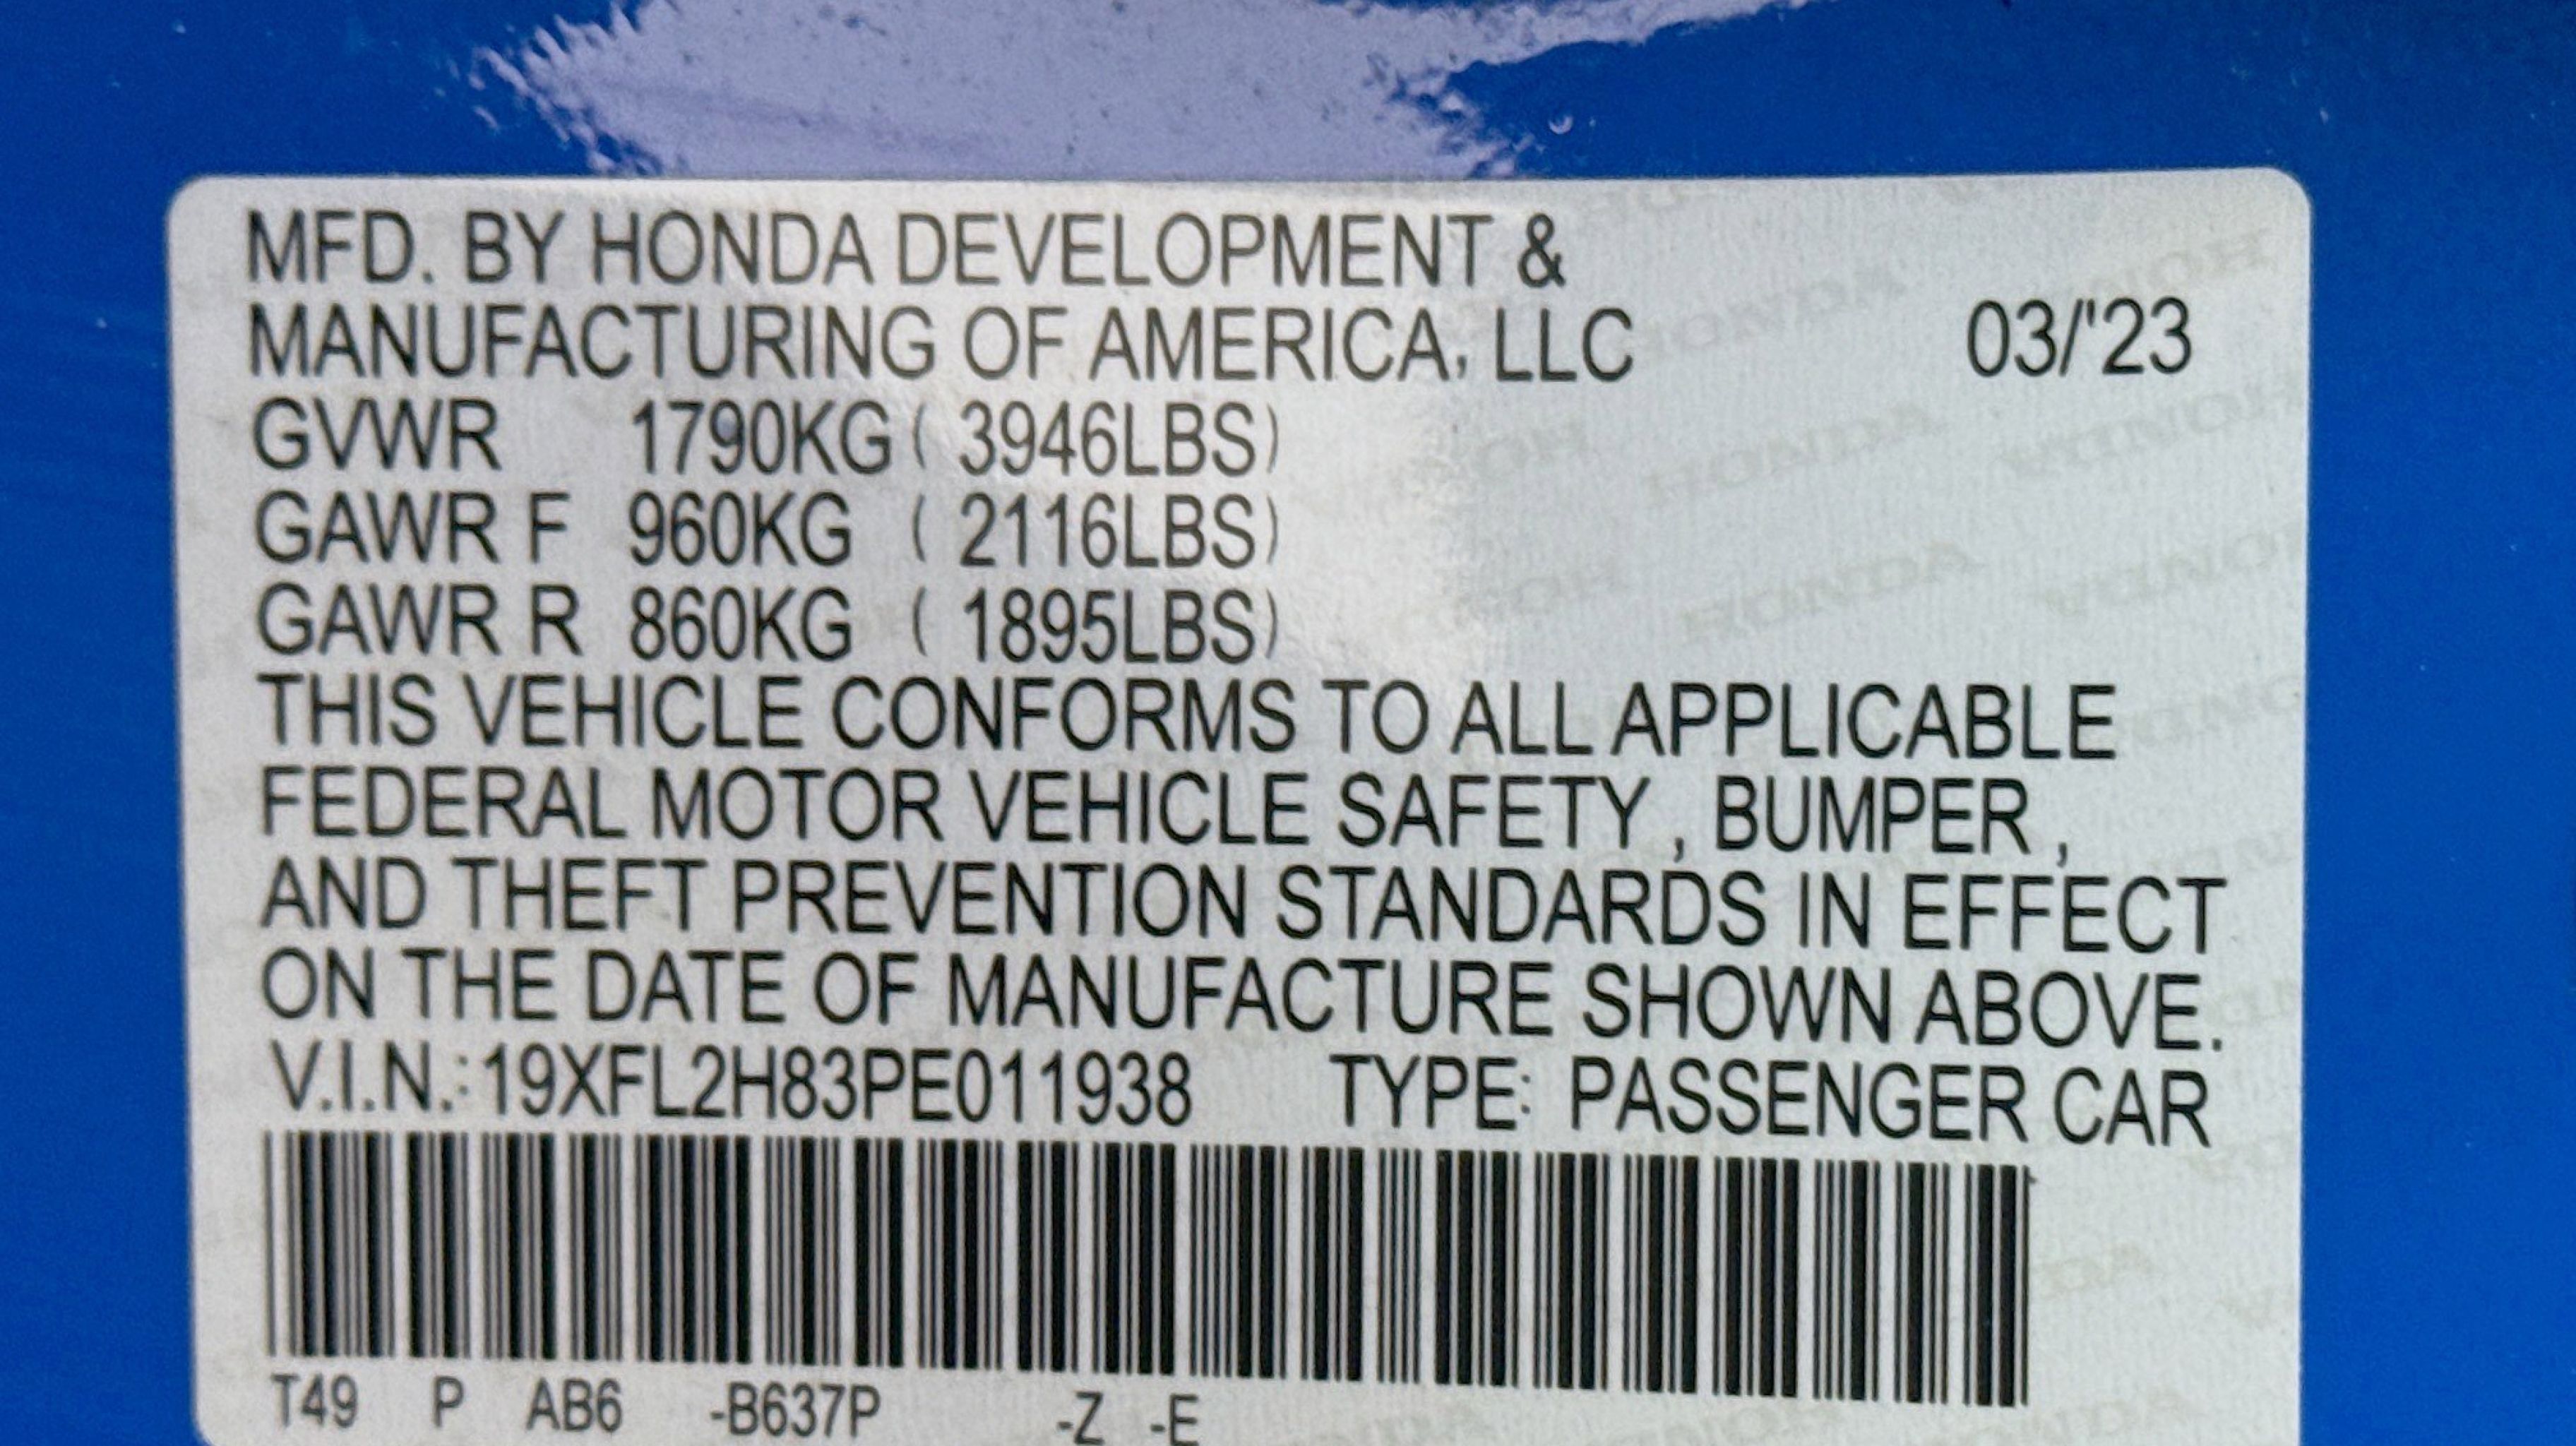 MFD. BY HONDA DEVELOPMENT &
MANUFACTURING OF AMERICA, LLC 03/'23
GVWR 1790KG ( 3946LBS)
GAWR F 960KG ( 2116LBS)
GAWR R 860KG ( 1895LBS)
THIS VEHICLE CONFORMS TO ALL APPLICABLE
FEDERAL MOTOR VEHICLE SAFETY , BUMPER ,
AND THEFT PREVENTION STANDARDS IN EFFECT
ON THE DATE OF MANUFACTURE SHOWN ABOVE.
V.I.N.: 19XFL2H83PE011938 TYPE: PASSENGER CAR
T49 P AB6 -B637P -Z -E